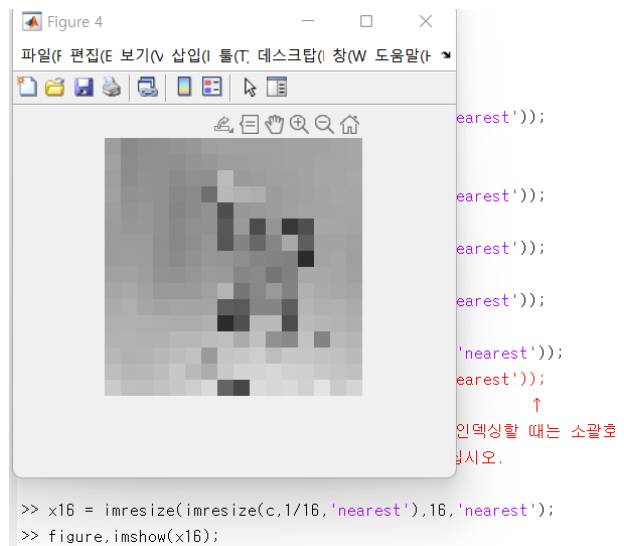 Figure 4
파일(F 편집(E 보기(V 삽입(I 툴(T 데스크탑( 창(W 도움말(H
earest'));
earest'));
earest'));
earest'));
'nearest'));
earest'));
↑
인덱싱할 때는 소괄호
십시오.
>> x16 = imresize(imresize(c,1/16,'nearest'),16,'nearest');
>> figure,imshow(x16);